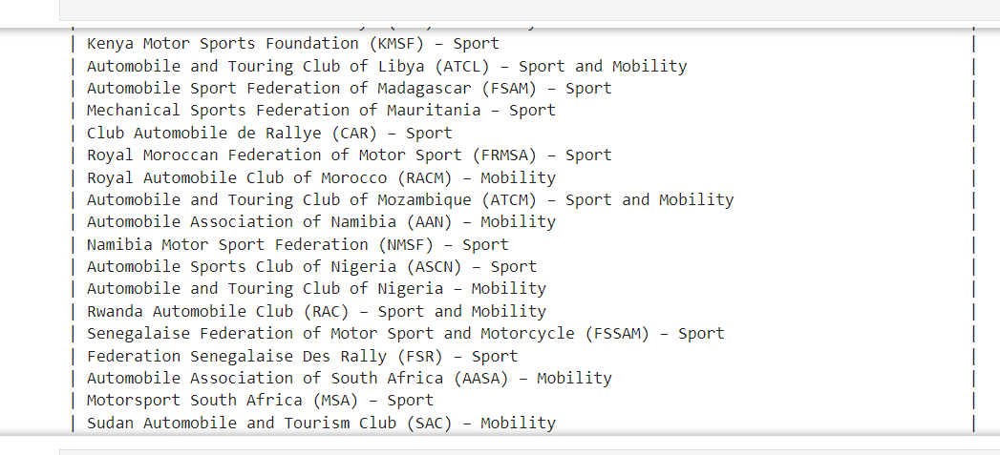 | Kenya Motor Sports Foundation (KMSF) – Sport |
| Automobile and Touring Club of Libya (ATCL) – Sport and Mobility |
| Automobile Sport Federation of Madagascar (FSAM) – Sport |
| Mechanical Sports Federation of Mauritania – Sport |
| Club Automobile de Rallye (CAR) – Sport |
| Royal Moroccan Federation of Motor Sport (FRMSA) – Sport |
| Royal Automobile Club of Morocco (RACM) – Mobility |
| Automobile and Touring Club of Mozambique (ATCM) – Sport and Mobility |
| Automobile Association of Namibia (AAN) – Mobility |
| Namibia Motor Sport Federation (NMSF) – Sport |
| Automobile Sports Club of Nigeria (ASCN) – Sport |
| Automobile and Touring Club of Nigeria – Mobility |
| Rwanda Automobile Club (RAC) – Sport and Mobility |
| Senegalaise Federation of Motor Sport and Motorcycle (FSSAM) – Sport |
| Federation Senegalaise Des Rally (FSR) – Sport |
| Automobile Association of South Africa (AASA) – Mobility |
| Motorsport South Africa (MSA) – Sport |
| Sudan Automobile and Tourism Club (SAC) – Mobility |